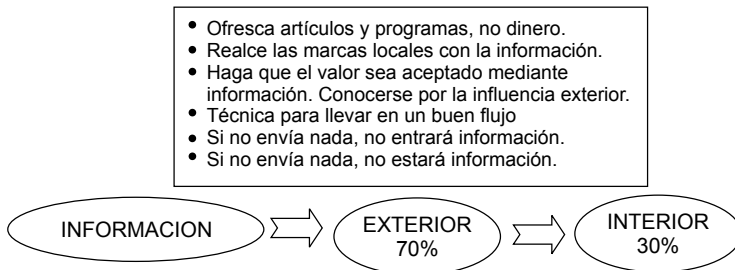 • Ofresca artículos y programas, no dinero.
• Realce las marcas locales con la información.
• Haga que el valor sea aceptado mediante
información. Conocerse por la influencia exterior.
• Técnica para llevar en un buen flujo
• Si no envía nada, no entrará información.
• Si no envía nada, no estará información.
INFORMACION
EXTERIOR
70%
INTERIOR
30%